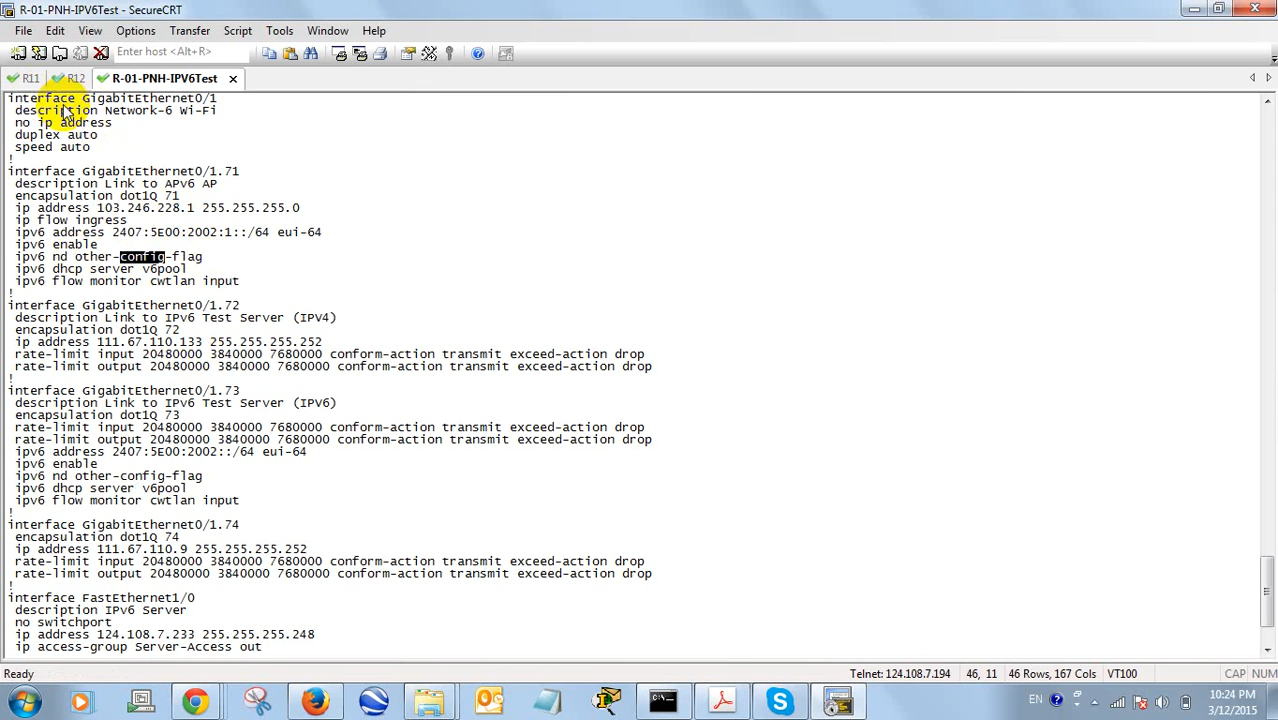 R-01-PNH-IPV6Test - SecureCRT
File Edit View Options Transfer Script Tools Window Help
Enter host <Alt+R>
R11 R12 R-01-PNH-IPV6Test
interface GigabitEthernet0/1
description Network-6 Wi-Fi
no ip address
duplex auto
speed auto
!
interface GigabitEthernet0/1.71
description Link to APv6 AP
encapsulation dot1Q 71
ip address 103.246.228.1 255.255.255.0
ip flow ingress
ipv6 address 2407:5E00:2002:1::/64 eui-64
ipv6 enable
ipv6 nd other-config-flag
ipv6 dhcp server v6pool
ipv6 flow monitor cwtlan input
!
interface GigabitEthernet0/1.72
description Link to IPv6 Test Server (IPV4)
encapsulation dot1Q 72
ip address 111.67.110.133 255.255.255.252
rate-limit input 20480000 3840000 7680000 conform-action transmit exceed-action drop
rate-limit output 20480000 3840000 7680000 conform-action transmit exceed-action drop
!
interface GigabitEthernet0/1.73
description Link to IPv6 Test Server (IPV6)
encapsulation dot1Q 73
rate-limit input 20480000 3840000 7680000 conform-action transmit exceed-action drop
rate-limit output 20480000 3840000 7680000 conform-action transmit exceed-action drop
ipv6 address 2407:5E00:2002::/64 eui-64
ipv6 enable
ipv6 nd other-config-flag
ipv6 dhcp server v6pool
ipv6 flow monitor cwtlan input
!
interface GigabitEthernet0/1.74
encapsulation dot1Q 74
ip address 111.67.110.9 255.255.255.252
rate-limit input 20480000 3840000 7680000 conform-action transmit exceed-action drop
rate-limit output 20480000 3840000 7680000 conform-action transmit exceed-action drop
!
interface FastEthernet1/0
description IPv6 Server
no switchport
ip address 124.108.7.233 255.255.255.248
ip access-group Server-Access out
Ready Telnet: 124.108.7.194 46, 11 46 Rows, 167 Cols VT100 CAP NUM
EN 10:24 PM
3/12/2015